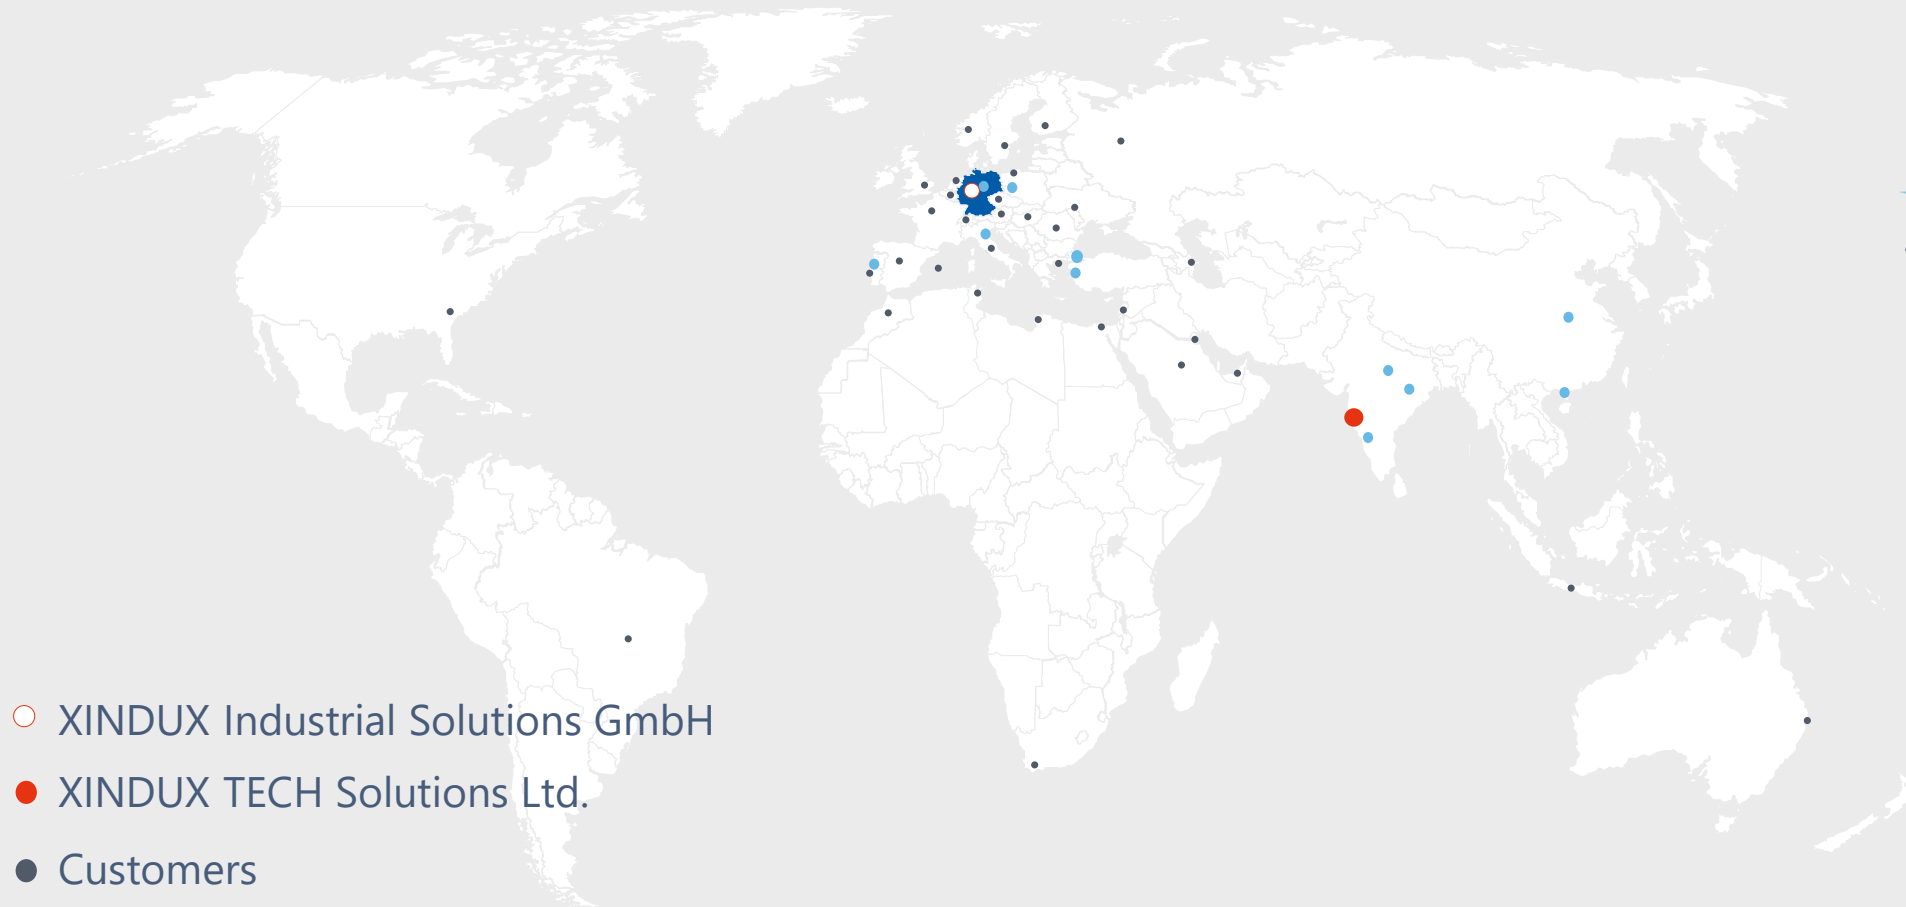 XINDUX Industrial Solutions GmbH
XINDUX TECH Solutions Ltd.
Customers